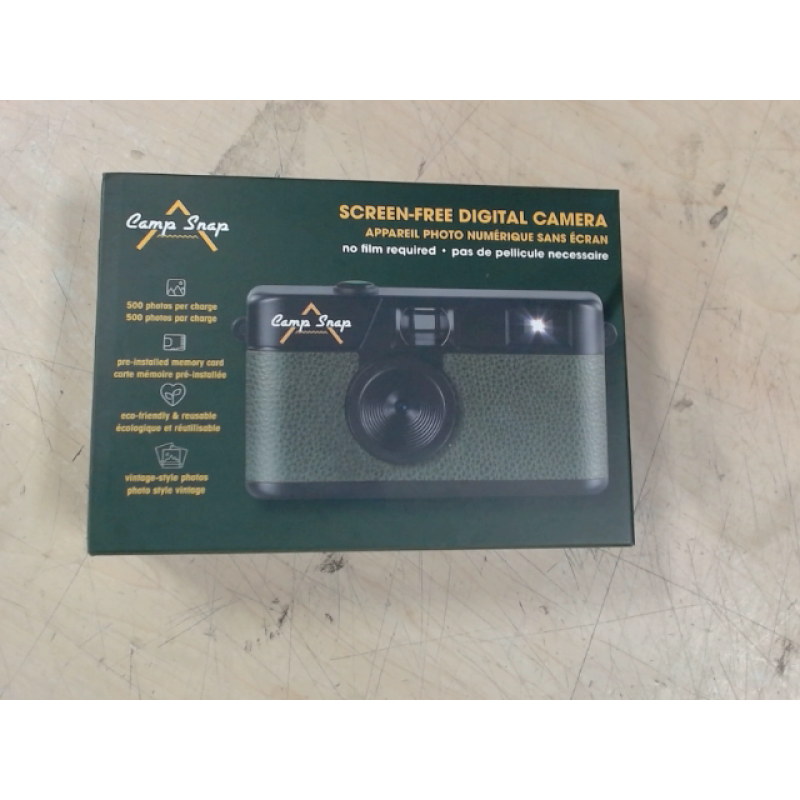 Camp Snap
SCREEN-FREE DIGITAL CAMERA
APPAREIL PHOTO NUMÉRIQUE SANS ÉCRAN
no film required • pas de pellicule necessaire
500 photos per charge
500 photos par charge
pre-installed memory card
carte mémoire pré-installée
eco-friendly & reusable
écologique et réutilisable
vintage-style photos
photo style vintage
Camp Snap